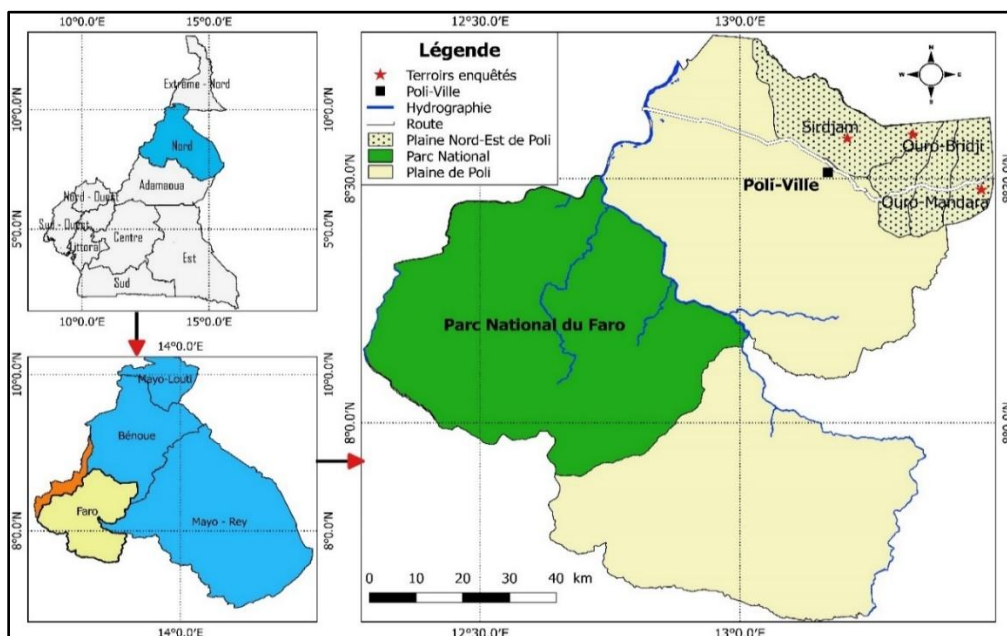 10°0.0'E 15°0.0'E
Extrême - Nord
10°0.0'N
10°0.0'N
Nord
Adamaoua
Nord - Ouest
5°0.0'N
Sud - Ouest
5°0.0'N
Centre
Littoral
Est
Sud
10°0.0'E 15°0.0'E
14°0.0'E
10°0.0'N
10°0.0'N
Mayo-Louti
Bénoue
Faro
Mayo - Rey
8°0.0'N
8°0.0'N
14°0.0'E
12°30.0'E 13°0.0'E
Légende
Terroirs enquêtés
Poli-Ville
Hydrographie
Route
Plaine Nord-Est de Poli
Parc National
Plaine de Poli
N
W E
S
Sirdjam
Ouro-Bridji
8°30.0'N
Poli-Ville
Ouro-Mandara
Parc National du Faro
8°0.0'N
8°0.0'N
0 10 20 30 40 km
12°30.0'E 13°0.0'E